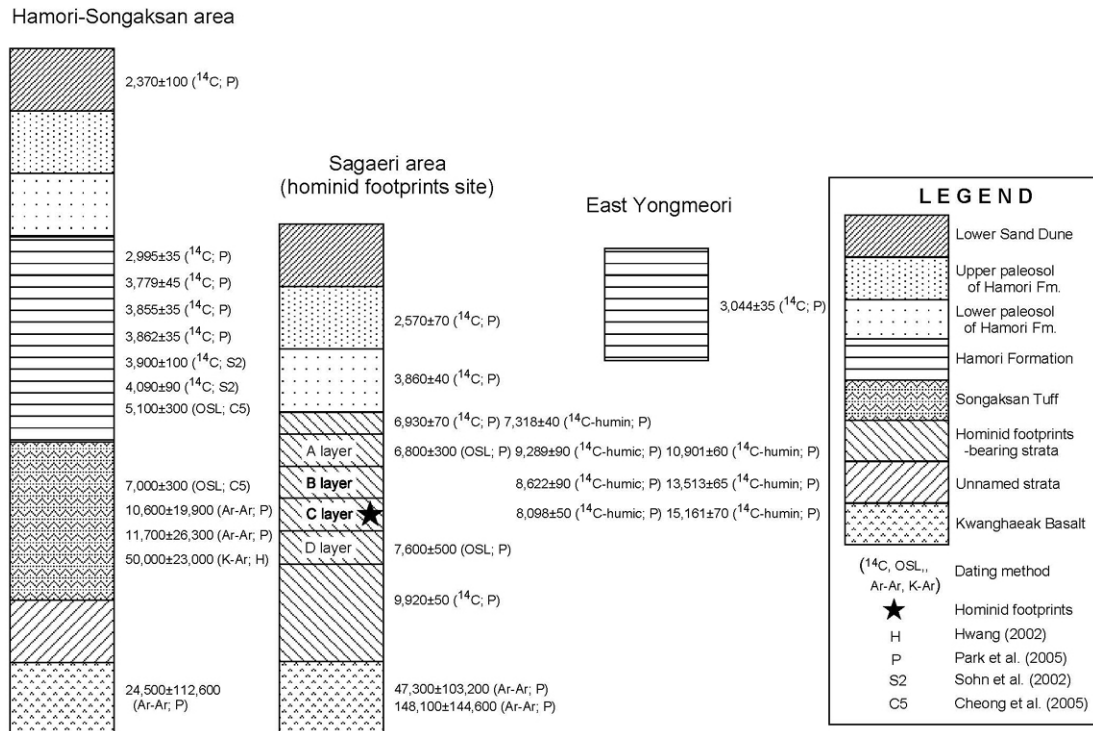 Hamori-Songaksan area
2,370±100 (¹⁴C; P)
2,995±35 (¹⁴C; P)
3,779±45 (¹⁴C; P)
3,855±35 (¹⁴C; P)
3,862±35 (¹⁴C; P)
3,900±100 (¹⁴C; S2)
4,090±90 (¹⁴C; S2)
5,100±300 (OSL; C5)
7,000±300 (OSL; C5)
10,600±19,900 (Ar-Ar; P)
11,700±26,300 (Ar-Ar; P)
50,000±23,000 (K-Ar; H)
24,500±112,600
(Ar-Ar; P)
Sagaeri area
(hominid footprints site)
2,570±70 (¹⁴C; P)
3,860±40 (¹⁴C; P)
6,930±70 (¹⁴C; P) 7,318±40 (¹⁴C-humin; P)
A layer 6,800±300 (OSL; P) 9,289±90 (¹⁴C-humic; P) 10,901±60 (¹⁴C-humin; P)
B layer 8,622±90 (¹⁴C-humic; P) 13,513±65 (¹⁴C-humin; P)
C layer 8,098±50 (¹⁴C-humic; P) 15,161±70 (¹⁴C-humin; P)
D layer 7,600±500 (OSL; P)
9,920±50 (¹⁴C; P)
47,300±103,200 (Ar-Ar; P)
148,100±144,600 (Ar-Ar; P)
East Yongmeori
3,044±35 (¹⁴C; P)
LEGEND
Lower Sand Dune
Upper paleosol
of Hamori Fm.
Lower paleosol
of Hamori Fm.
Hamori Formation
Songaksan Tuff
Hominid footprints
-bearing strata
Unnamed strata
Kwanghaeak Basalt
(¹⁴C, OSL,,
Ar-Ar, K-Ar) Dating method
★ Hominid footprints
H Hwang (2002)
P Park et al. (2005)
S2 Sohn et al. (2002)
C5 Cheong et al. (2005)